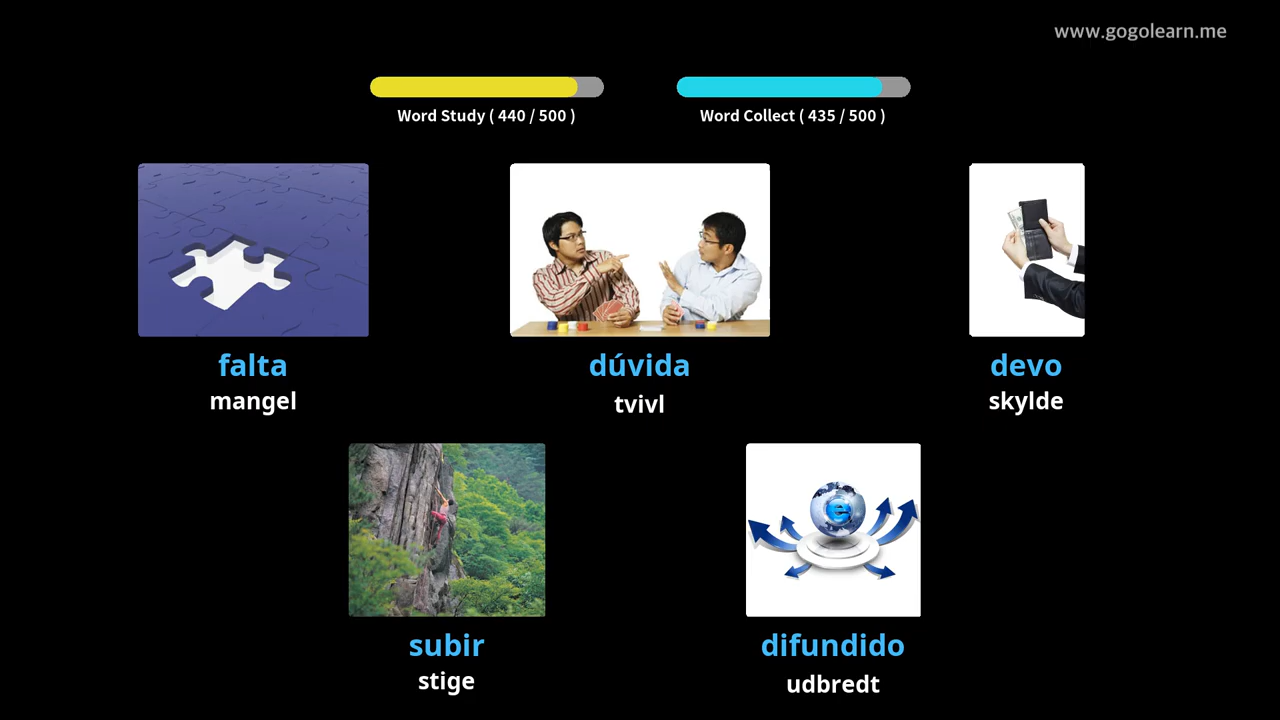 www.gogolearn.me
Word Study ( 440 / 500 )
Word Collect ( 435 / 500 )
falta
mangel
dúvida
tvivl
devo
skylde
subir
stige
difundido
udbredt